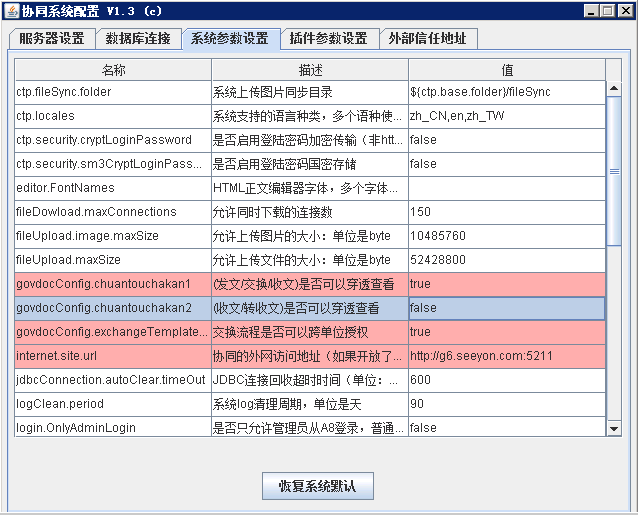 协同系统配置 V1.3 (c)
服务器设置 数据库连接 系统参数设置 插件参数设置 外部信任地址
名称 描述 值
ctp.fileSync.folder 系统上传图片同步目录 ${ctp.base.folder}/fileSync
ctp.locales 系统支持的语言种类，多个语种使... zh_CN,en,zh_TW
ctp.security.cryptLoginPassword 是否启用登陆密码加密传输（非htt... false
ctp.security.sm3CryptLoginPass... 是否启用登陆密码国密存储 false
editor.FontNames HTML正文编辑器字体，多个字体...
fileDowload.maxConnections 允许同时下载的连接数 150
fileUpload.image.maxSize 允许上传图片的大小：单位是byte 10485760
fileUpload.maxSize 允许上传文件的大小：单位是byte 52428800
govdocConfig.chuantouchakan1 (发文/交换/收文)是否可以穿透查看 true
govdocConfig.chuantouchakan2 (收文/转收文)是否可以穿透查看 false
govdocConfig.exchangeTemplate... 交换流程是否可以跨单位授权 true
internet.site.url 协同的外网访问地址（如果开放了... http://g6.seeyon.com:5211
jdbcConnection.autoClear.timeOut JDBC连接回收超时时间（单位：... 600
logClean.period 系统log清理周期，单位是天 90
login.OnlyAdminLogin 是否只允许管理员从A8登录，普通... false
恢复系统默认